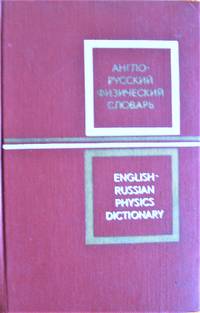 АНГЛО-
РУССКИЙ
ФИЗИЧЕСКИЙ
СЛОВАРЬ
ENGLISH-
RUSSIAN
PHYSICS
DICTIONARY